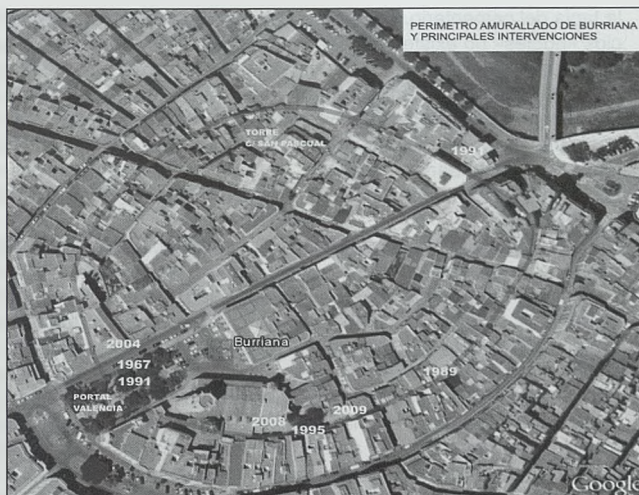 PERIMETRO AMURALLADO DE BURRIANA
Y PRINCIPALES INTERVENCIONES
TORRE
C/ SAN PASCUAL
1991
2004
1967
1991
PORTAL
VALENCIA
Burriana
1989
2009
2008
1995
Google